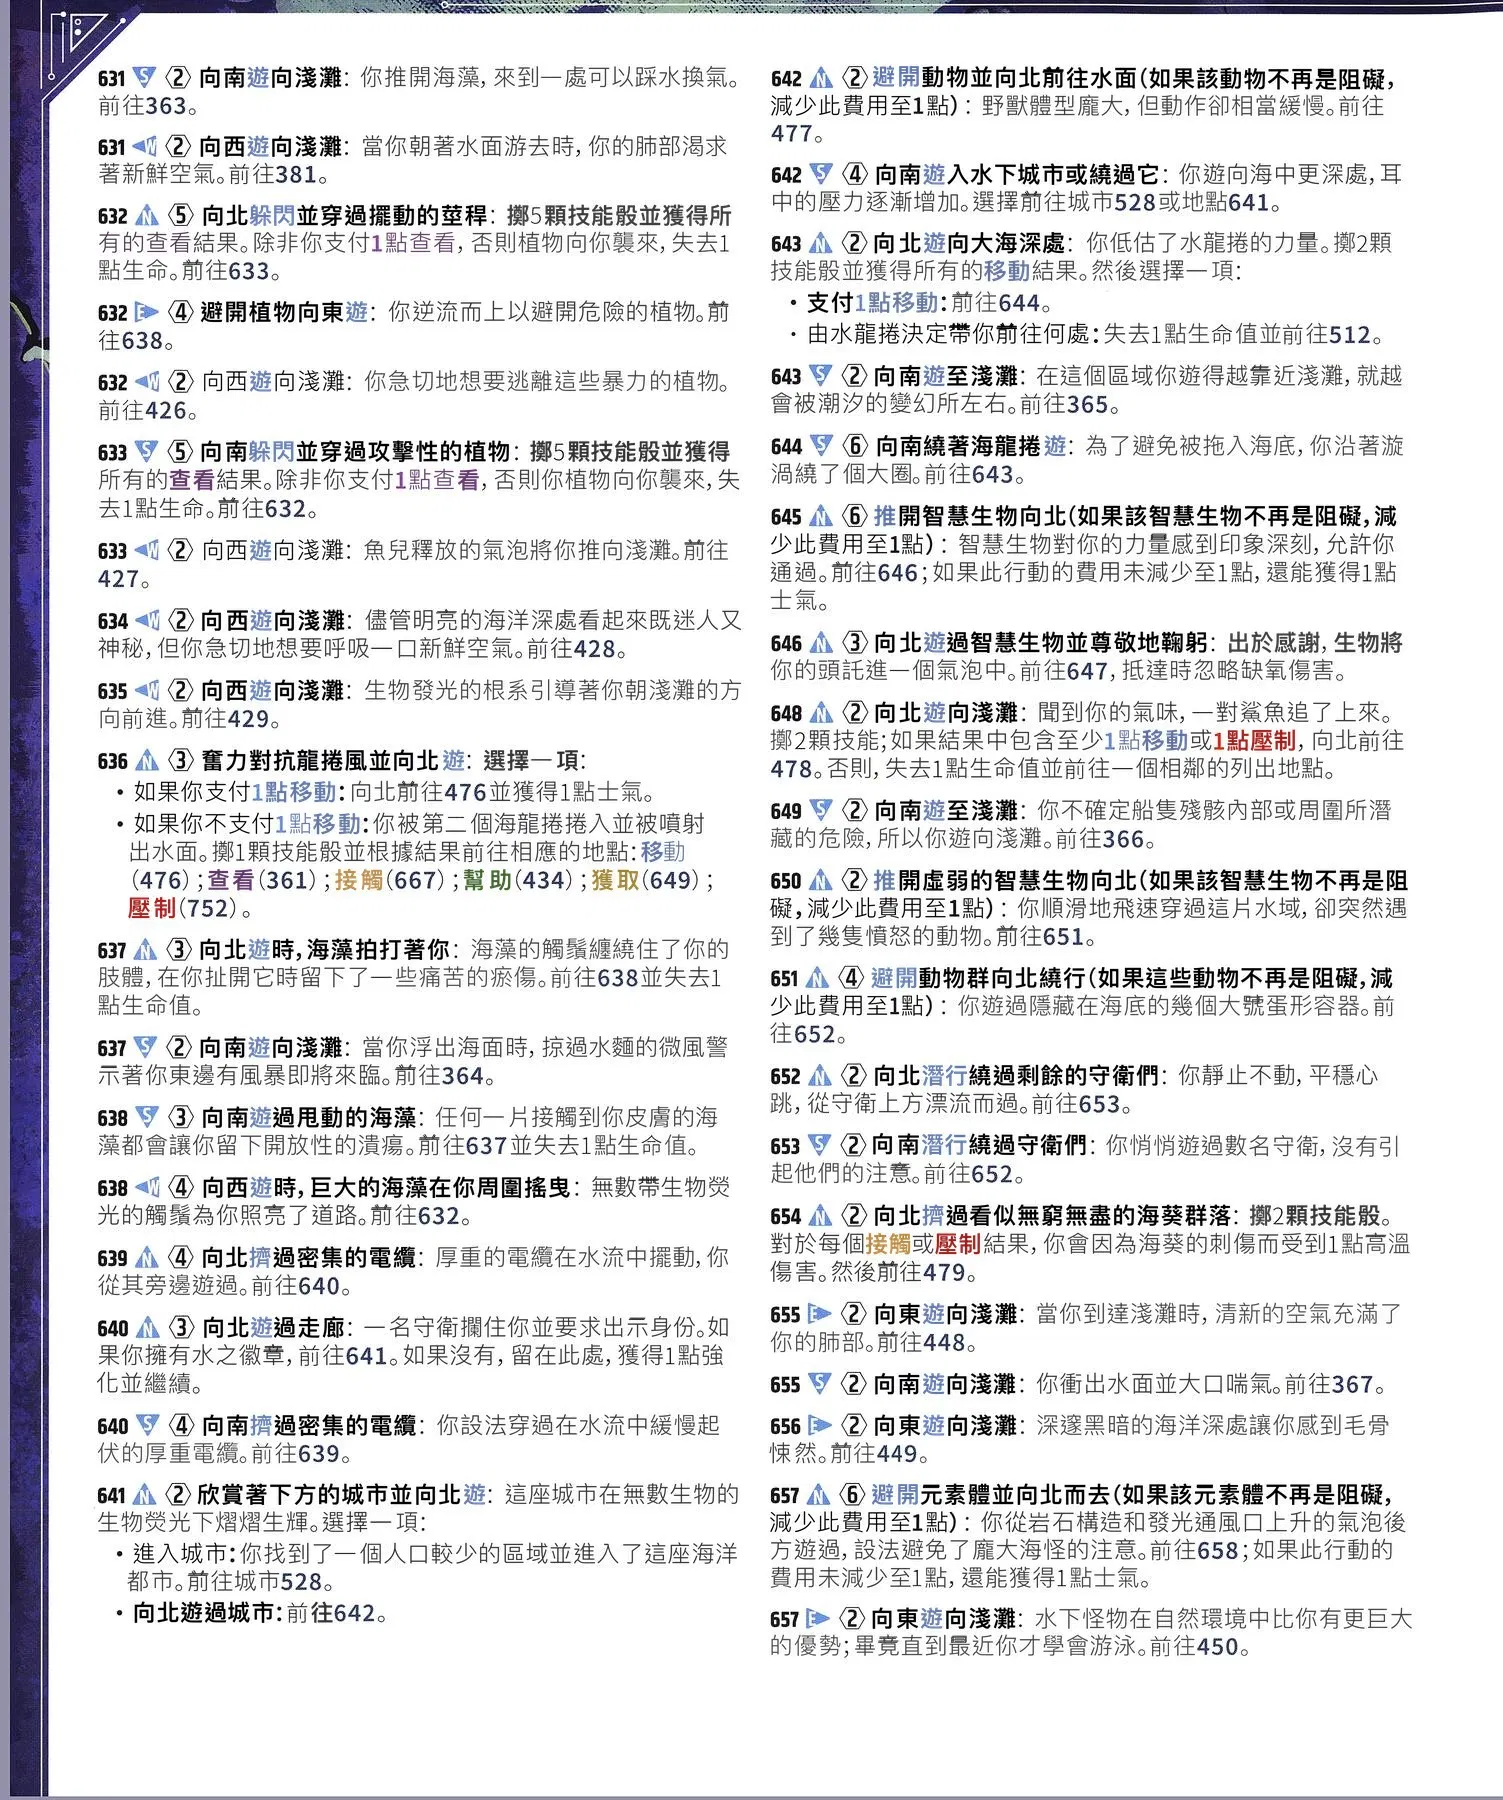 631 S 2 向南遊向淺灘：你推開海藻，來到一處可以踩水換氣。
前往363。
631 W 2 向西遊向淺灘：當你朝著水面游去時，你的肺部渴求
著新鮮空氣。前往381。
632 N 5 向北躲閃並穿過擺動的莖稈：擲5顆技能骰並獲得所
有的查看結果。除非你支付1點查看，否則植物向你襲來，失去1
點生命。前往633。
632 E 4 避開植物向東遊：你逆流而上以避開危險的植物。前
往638。
632 W 2 向西遊向淺灘：你急切地想要逃離這些暴力的植物。
前往426。
633 S 5 向南躲閃並穿過攻擊性的植物：擲5顆技能骰並獲得
所有的查看結果。除非你支付1點查看，否則你植物向你襲來，失
去1點生命。前往632。
633 W 2 向西遊向淺灘：魚兒釋放的氣泡將你推向淺灘。前往
427。
634 W 2 向西遊向淺灘：儘管明亮的海洋深處看起來既迷人又
神秘，但你急切地想要呼吸一口新鮮空氣。前往428。
635 W 2 向西遊向淺灘：生物發光的根系引導著你朝淺灘的方
向前進。前往429。
636 N 3 奮力對抗龍捲風並向北遊：選擇一項：
・如果你支付1點移動：向北前往476並獲得1點士氣。
・如果你不支付1點移動：你被第二個海龍捲捲入並被噴射
出水面。擲1顆技能骰並根據結果前往相應的地點：移動
（476）；查看（361）；接觸（667）；幫助（434）；獲取（649）；
壓制（752）。
637 N 3 向北遊時，海藻拍打著你：海藻的觸鬚纏繞住了你的
肢體，在你扯開它時留下了一些痛苦的瘀傷。前往638並失去1
點生命值。
637 S 2 向南遊向淺灘：當你浮出海面時，掠過水麵的微風警
示著你東邊有風暴即將來臨。前往364。
638 S 3 向南遊過甩動的海藻：任何一片接觸到你皮膚的海
藻都會讓你留下開放性的潰瘍。前往637並失去1點生命值。
638 W 4 向西遊時，巨大的海藻在你周圍搖曳：無數帶生物熒
光的觸鬚為你照亮了道路。前往632。
639 N 4 向北擠過密集的電纜：厚重的電纜在水流中擺動，你
從其旁邊遊過。前往640。
640 N 3 向北遊過走廊：一名守衛攔住你並要求出示身份。如
果你擁有水之徽章，前往641。如果沒有，留在此處，獲得1點強
化並繼續。
640 S 4 向南擠過密集的電纜：你設法穿過在水流中緩慢起
伏的厚重電纜。前往639。
641 N 2 欣賞著下方的城市並向北遊：這座城市在無數生物的
生物熒光下熠熠生輝。選擇一項：
・進入城市：你找到了一個人口較少的區域並進入了這座海洋
都市。前往城市528。
・向北遊過城市：前往642。
642 N 2 避開動物並向北前往水面（如果該動物不再是阻礙，
減少此費用至1點）：野獸體型龐大，但動作卻相當緩慢。前往
477。
642 S 4 向南遊入水下城市或繞過它：你遊向海中更深處，耳
中的壓力逐漸增加。選擇前往城市528或地點641。
643 N 2 向北遊向大海深處：你低估了水龍捲的力量。擲2顆
技能骰並獲得所有的移動結果。然後選擇一項：
・支付1點移動：前往644。
・由水龍捲決定帶你前往何處：失去1點生命值並前往512。
643 S 2 向南遊至淺灘：在這個區域你遊得越靠近淺灘，就越
會被潮汐的變幻所左右。前往365。
644 S 6 向南繞著海龍捲遊：為了避免被拖入海底，你沿著漩
渦繞了個大圈。前往643。
645 N 6 推開智慧生物向北（如果該智慧生物不再是阻礙，減
少此費用至1點）：智慧生物對你的力量感到印象深刻，允許你
通過。前往646；如果此行動的費用未減少至1點，還能獲得1點
士氣。
646 N 3 向北遊過智慧生物並尊敬地鞠躬：出於感謝，生物將
你的頭託進一個氣泡中。前往647，抵達時忽略缺氧傷害。
648 N 2 向北遊向淺灘：聞到你的氣味，一對鯊魚追了上來。
擲2顆技能；如果結果中包含至少1點移動或1點壓制，向北前往
478。否則，失去1點生命值並前往一個相鄰的列出地點。
649 S 2 向南遊至淺灘：你不確定船隻殘骸內部或周圍所潛
藏的危險，所以你遊向淺灘。前往366。
650 N 2 推開虛弱的智慧生物向北（如果該智慧生物不再是阻
礙，減少此費用至1點）：你順滑地飛速穿過這片水域，卻突然遇
到了幾隻憤怒的動物。前往651。
651 N 4 避開動物群向北繞行（如果這些動物不再是阻礙，減
少此費用至1點）：你遊過隱藏在海底的幾個大號蛋形容器。前
往652。
652 N 2 向北潛行繞過剩餘的守衛們：你靜止不動，平穩心
跳，從守衛上方漂流而過。前往653。
653 S 2 向南潛行繞過守衛們：你悄悄遊過數名守衛，沒有引
起他們的注意。前往652。
654 N 2 向北擠過看似無窮無盡的海葵群落：擲2顆技能骰。
對於每個接觸或壓制結果，你會因為海葵的刺傷而受到1點高溫
傷害。然後前往479。
655 E 2 向東遊向淺灘：當你到達淺灘時，清新的空氣充滿了
你的肺部。前往448。
655 S 2 向南遊向淺灘：你衝出水面並大口喘氣。前往367。
656 E 2 向東遊向淺灘：深邃黑暗的海洋深處讓你感到毛骨
悚然。前往449。
657 N 6 避開元素體並向北而去（如果該元素體不再是阻礙，
減少此費用至1點）：你從岩石構造和發光通風口上升的氣泡後
方遊過，設法避免了龐大海怪的注意。前往658；如果此行動的
費用未減少至1點，還能獲得1點士氣。
657 E 2 向東遊向淺灘：水下怪物在自然環境中比你有更巨大
的優勢；畢竟直到最近你才學會游泳。前往450。